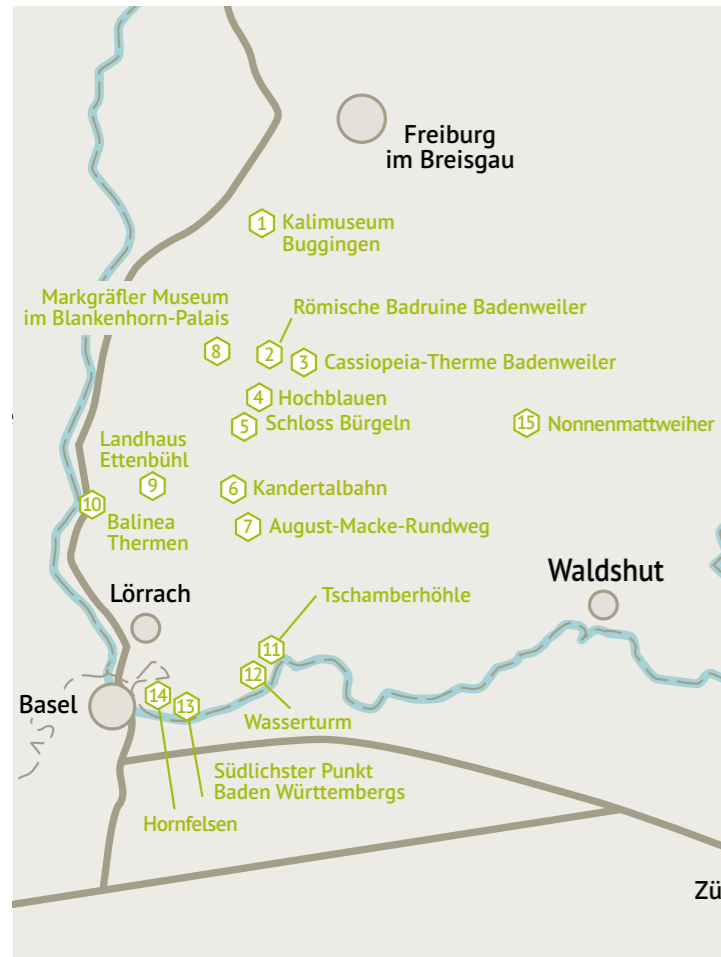 Freiburg
im Breisgau
1
Kalimuseum
Buggingen
Markgräfler Museum
im Blankenhorn-Palais
8
Römische Badruine Badenweiler
2
3
Cassiopeia-Therme Badenweiler
4
Hochblauen
5
Schloss Bürgeln
15
Nonnenmattweiher
Landhaus
Ettenbühl
9
6
Kandertalbahn
10
Balinea
Thermen
7
August-Macke-Rundweg
Waldshut
Lörrach
Tschamberhöhle
11
12
Wasserturm
Basel
14
13
Südlichster Punkt
Baden Württembergs
Hornfelsen
Zü